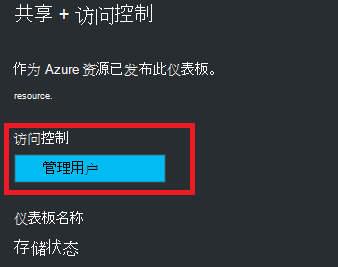 共享 + 访问控制
作为 Azure 资源已发布此仪表板。
resource.
访问控制
管理用户
仪表板名称
存储状态